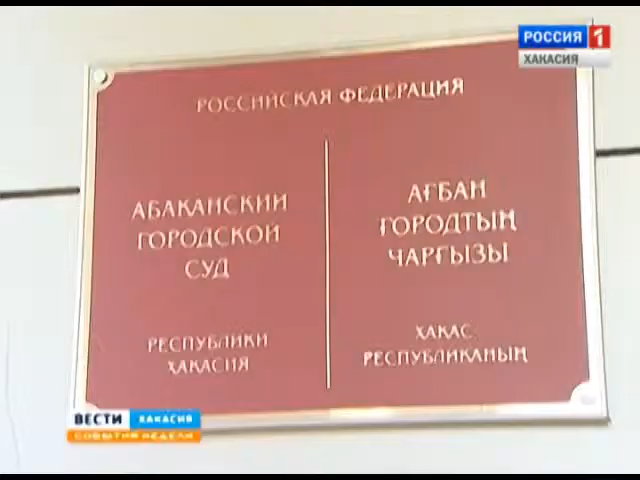 РОССИЯ 1
ХАКАСИЯ
РОССИЙСКАЯ ФЕДЕРАЦИЯ
АБАКАНСКИЙ
ГОРОДСКОЙ
СУД
РЕСПУБЛИКИ
ХАКАСИЯ
АҒБАН
ГОРОДТЫҢ
ЧАРҒЫЗЫ
ХАКАС
РЕСПУБЛИКАНЫҢ
ВЕСТИ ХАКАСИЯ
СОБЫТИЯ НЕДЕЛИ